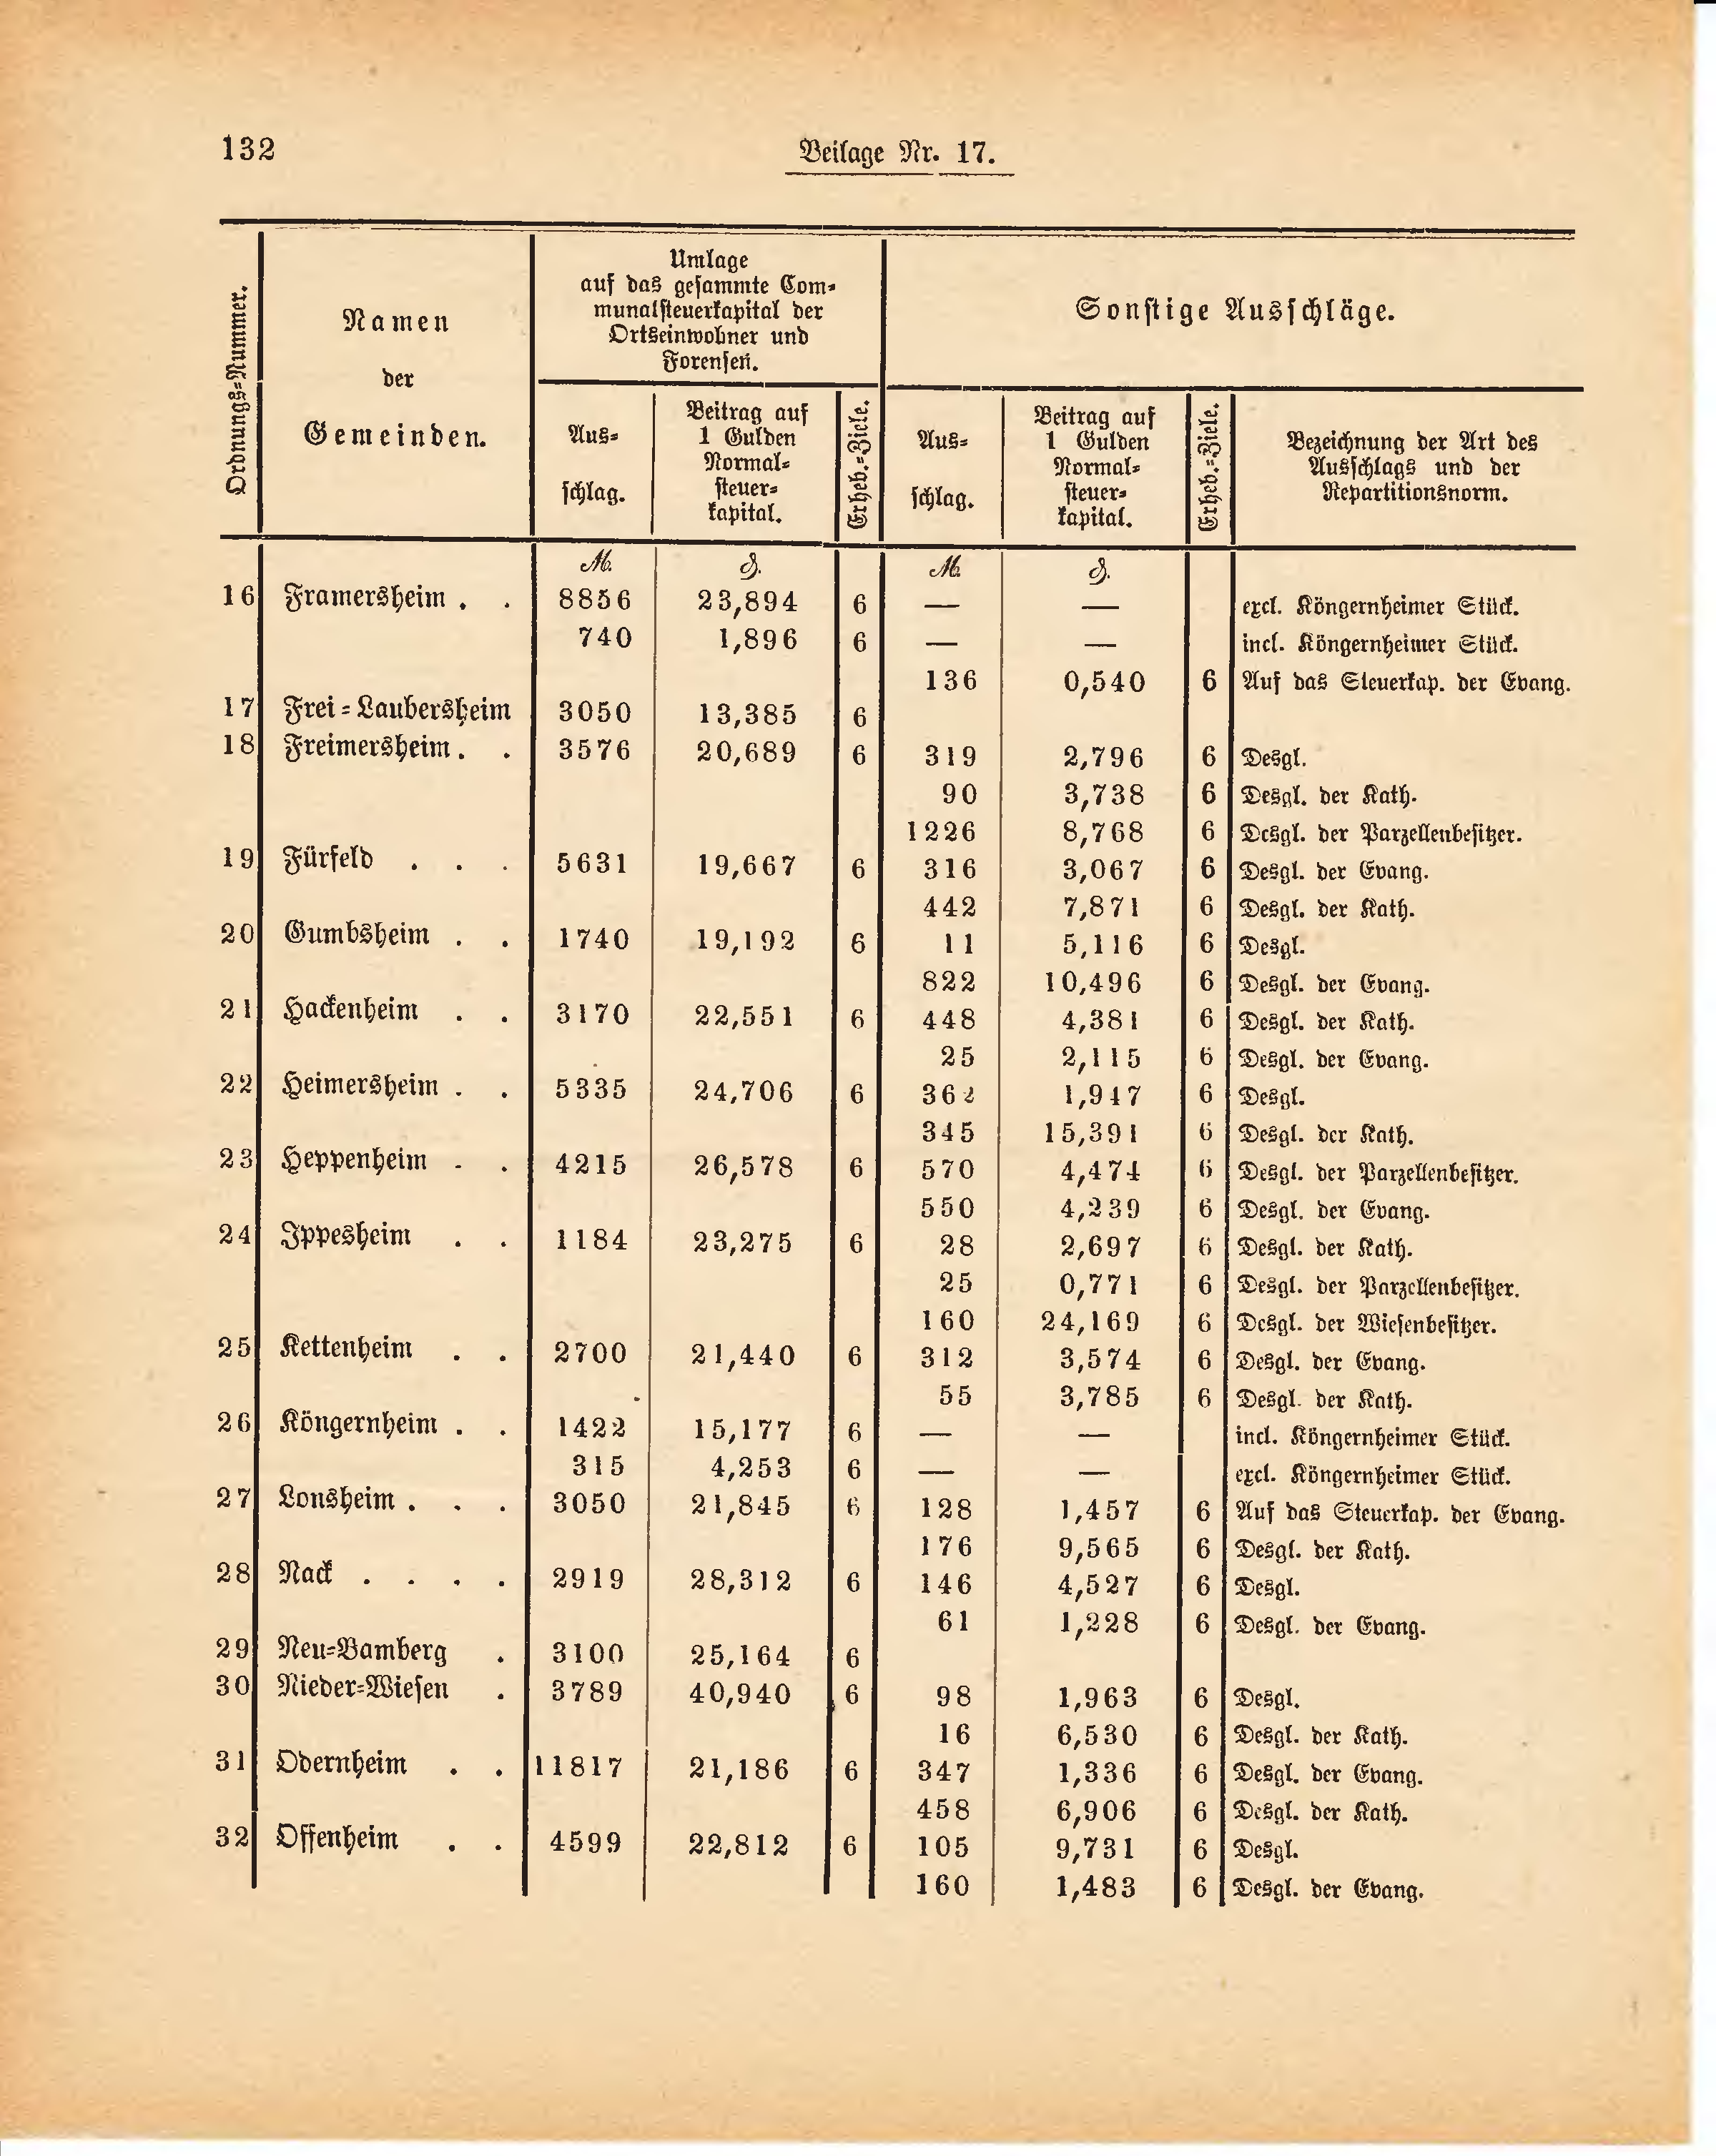 132
Beilage Nr. 17.
Ordnungs=Nummer.
Namen
der
Gemeinden.
Umlage
auf das gesammte Com=
munalsteuerkapital der
Ortseinwohner und
Forensen.
Sonstige Ausschläge.
Aus=
schlag.
Beitrag auf
1 Gulden
Normal=
steuer=
kapital.
Erheb.=Ziele.
Aus=
schlag.
Beitrag auf
1 Gulden
Normal=
steuer=
kapital.
Erheb.=Ziele.
Bezeichnung der Art des
Ausschlags und der
Repartitionsnorm.
ℳ. ₰. ℳ. ₰.
16 Framersheim . . 8856 23,894 6 — — excl. Köngernheimer Stück.
740 1,896 6 — — incl. Köngernheimer Stück.
136 0,540 6 Auf das Steuerkap. der Evang.
17 Frei=Laubersheim 3050 13,385 6
18 Freimersheim . . 3576 20,689 6 319 2,796 6 Desgl.
90 3,738 6 Desgl. der Kath.
1226 8,768 6 Desgl. der Parzellenbesitzer.
19 Fürfeld . . . 5631 19,667 6 316 3,067 6 Desgl. der Evang.
442 7,871 6 Desgl. der Kath.
20 Gumbsheim . . 1740 19,192 6 11 5,116 6 Desgl.
822 10,496 6 Desgl. der Evang.
21 Hackenheim . . 3170 22,551 6 448 4,381 6 Desgl. der Kath.
25 2,115 6 Desgl. der Evang.
22 Heimersheim . . 5335 24,706 6 362 1,947 6 Desgl.
345 15,391 6 Desgl. der Kath.
23 Heppenheim . . 4215 26,578 6 570 4,474 6 Desgl. der Parzellenbesitzer.
550 4,239 6 Desgl. der Evang.
24 Ippesheim . . 1184 23,275 6 28 2,697 6 Desgl. der Kath.
25 0,771 6 Desgl. der Parzellenbesitzer.
160 24,169 6 Desgl. der Wiesenbesitzer.
25 Kettenheim . . 2700 21,440 6 312 3,574 6 Desgl. der Evang.
55 3,785 6 Desgl. der Kath.
26 Köngernheim . . 1422 15,177 6 — — incl. Köngernheimer Stück.
315 4,253 6 — — excl. Köngernheimer Stück.
27 Lonsheim . . . 3050 21,845 6 128 1,457 6 Auf das Steuerkap. der Evang.
176 9,565 6 Desgl. der Kath.
28 Nack . . . . 2919 28,312 6 146 4,527 6 Desgl.
61 1,228 6 Desgl. der Evang.
29 Neu=Bamberg . 3100 25,164 6
30 Nieder=Wiesen . 3789 40,940 6 98 1,963 6 Desgl.
16 6,530 6 Desgl. der Kath.
31 Odernheim . . 11817 21,186 6 347 1,336 6 Desgl. der Evang.
458 6,906 6 Desgl. der Kath.
32 Offenheim . . 4599 22,812 6 105 9,731 6 Desgl.
160 1,483 6 Desgl. der Evang.